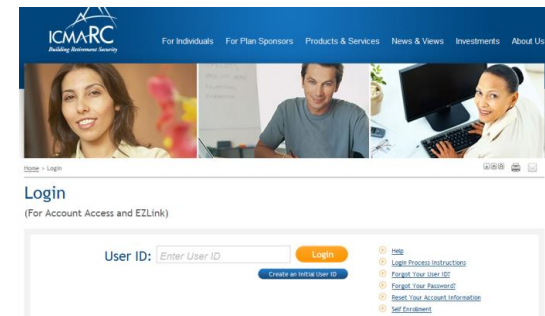 ICMARC
Building Retirement Security
For Individuals For Plan Sponsors Products & Services News & Views Investments About Us
Home > Login
Login
(For Account Access and EZLink)
User ID: Enter User ID Login
Create an Initial User ID
Help
Login Process Instructions
Forgot Your User ID?
Forgot Your Password?
Reset Your Account Information
Self Enrollment